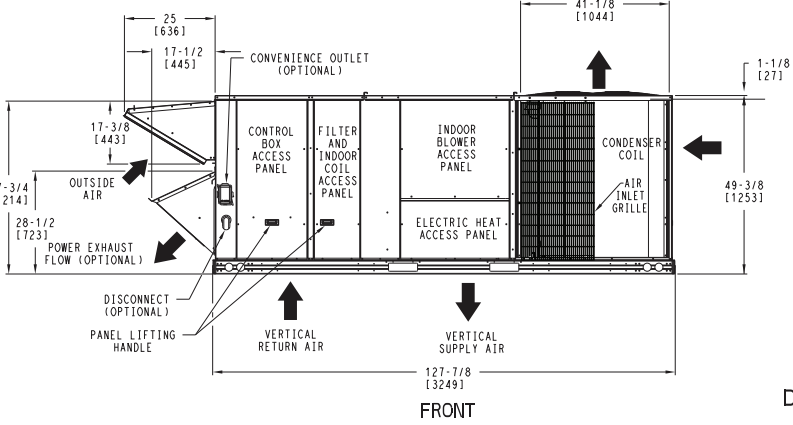 25
[636]
41-1/8
[1044]
17-1/2
[445]
CONVENIENCE OUTLET
(OPTIONAL)
1-1/8
[27]
17-3/8
[443]
CONTROL
BOX
ACCESS
PANEL
FILTER
AND
INDOOR
COIL
ACCESS
PANEL
INDOOR
BLOWER
ACCESS
PANEL
CONDENSER
COIL
OUTSIDE
AIR
AIR
INLET
GRILLE
-3/4
214]
49-3/8
[1253]
28-1/2
[723]
ELECTRIC HEAT
ACCESS PANEL
POWER EXHAUST
FLOW (OPTIONAL)
DISCONNECT
(OPTIONAL)
PANEL LIFTING
HANDLE
VERTICAL
RETURN AIR
VERTICAL
SUPPLY AIR
127-7/8
[3249]
FRONT